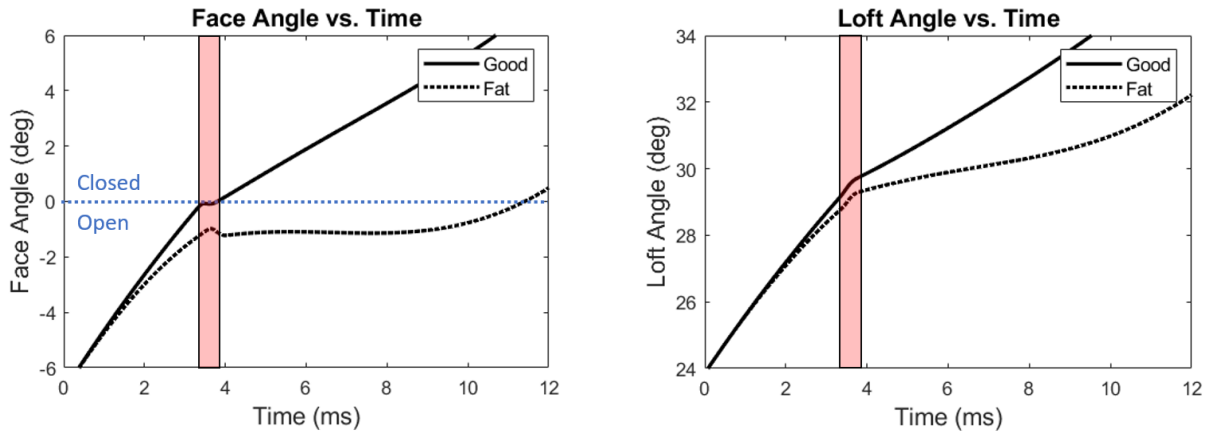 Face Angle vs. Time
6
4
2
0
-2
-4
-6
Face Angle (deg)
Good
Fat
Closed
Open
0
2
4
6
8
10
12
Time (ms)
Loft Angle vs. Time
34
32
30
28
26
24
Loft Angle (deg)
Good
Fat
0
2
4
6
8
10
12
Time (ms)